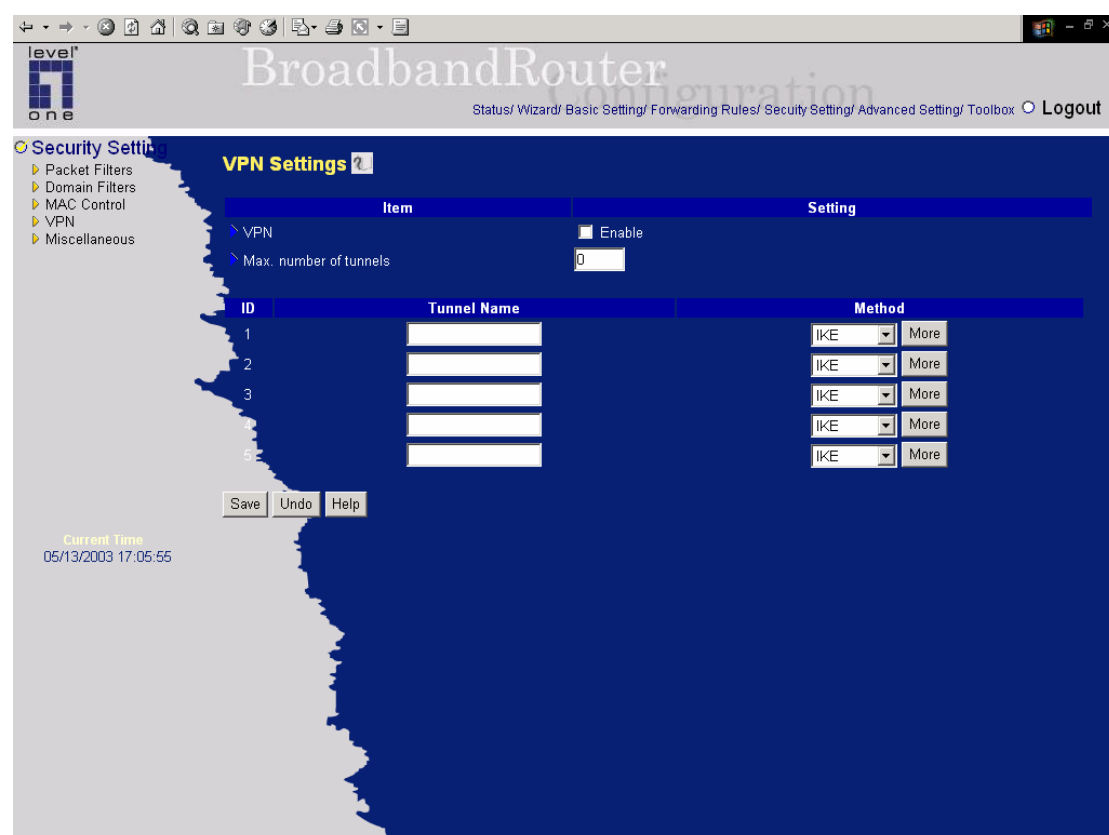 level
one
BroadbandRouter
Configuration
Status/ Wizard/ Basic Setting/ Forwarding Rules/ Secuity Setting/ Advanced Setting/ Toolbox Logout
Security Setting
Packet Filters
Domain Filters
MAC Control
VPN
Miscellaneous
Current Time
05/13/2003 17:05:55
VPN Settings
Item Setting
VPN Enable
Max. number of tunnels 0
ID Tunnel Name Method
1 IKE More
2 IKE More
3 IKE More
4 IKE More
5 IKE More
Save Undo Help